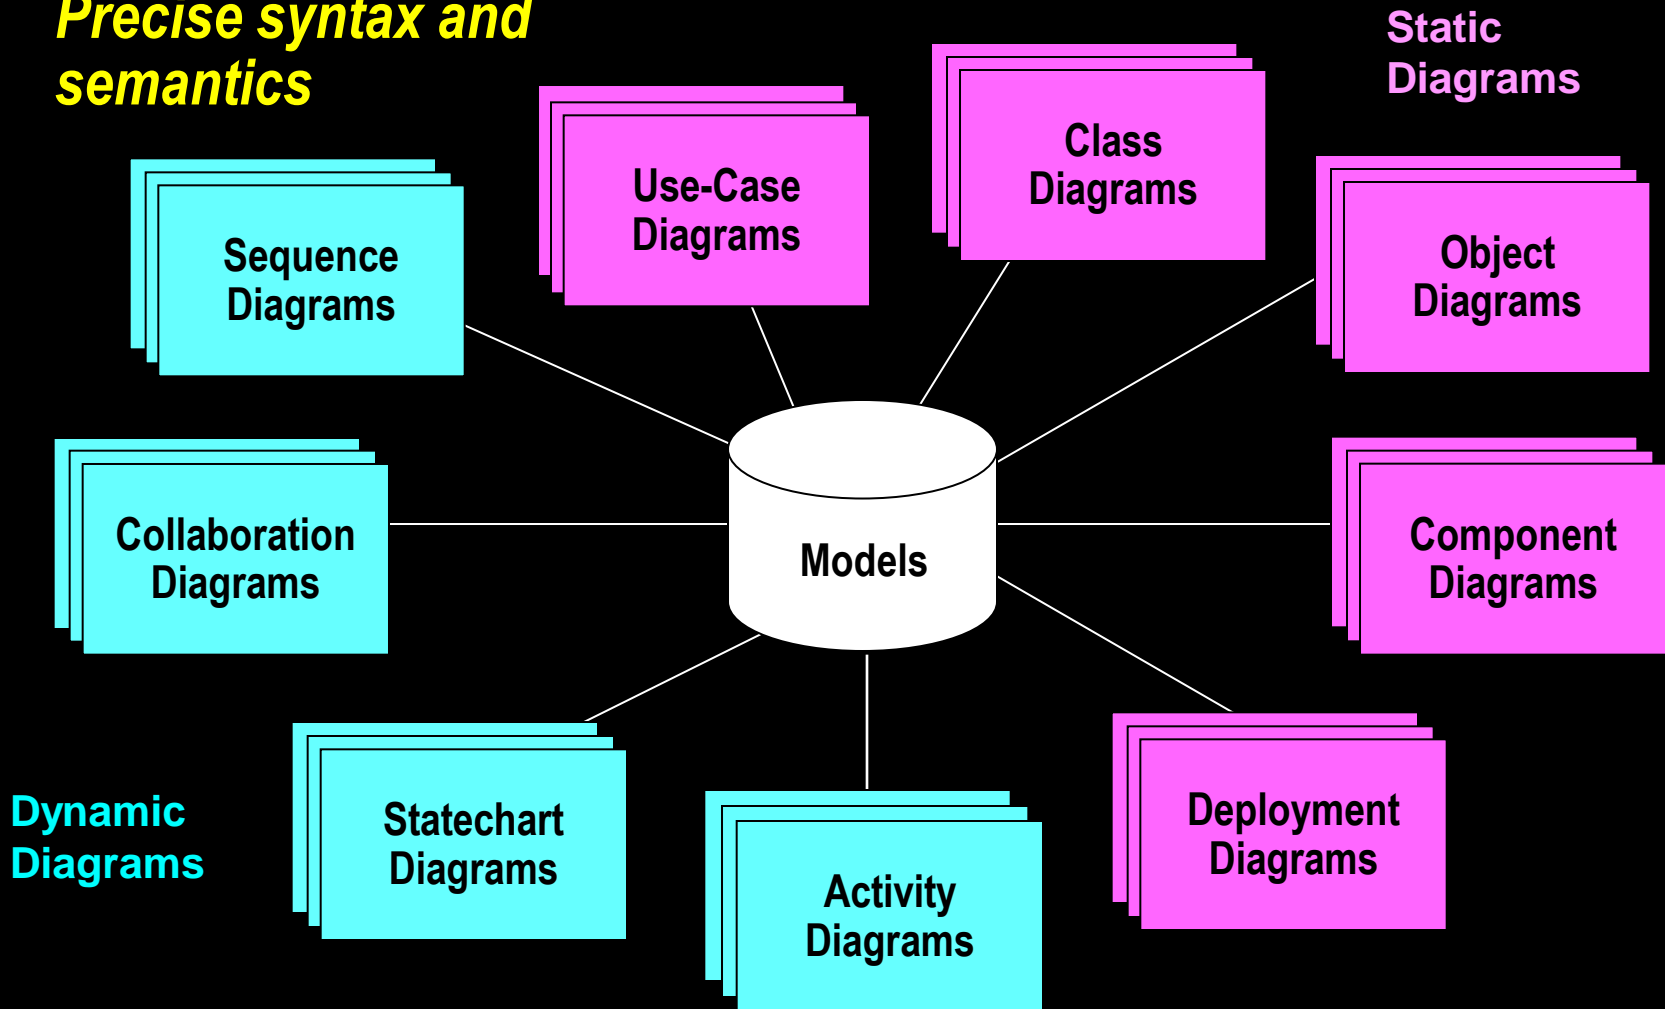 Precise syntax and
semantics
Static
Diagrams
Use-Case
Diagrams
Class
Diagrams
Sequence
Diagrams
Object
Diagrams
Collaboration
Diagrams
Models
Component
Diagrams
Dynamic
Diagrams
Statechart
Diagrams
Activity
Diagrams
Deployment
Diagrams